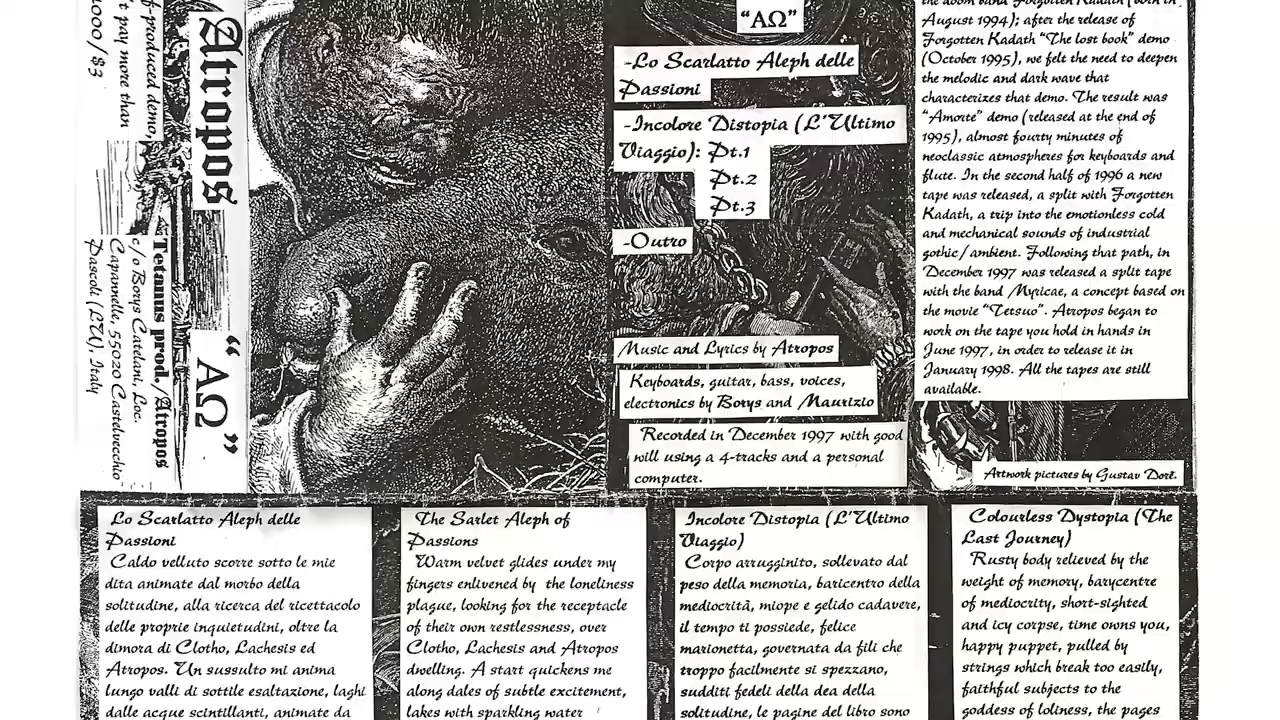 f-produced demo,
't pay more than
000/$3
Atropos
"ΑΩ"
Tetanus prod./Atropos
c/o Borys Catelani, Loc.
Capannelle, 55020 Castelvecchio
Pascoli (LU), Italy
"ΑΩ"
-Lo Scarlatto Aleph delle
Passioni
-Incolore Distopia (L'Ultimo
Viaggio): Pt.1
Pt.2
Pt.3
-Outro
Music and Lyrics by Atropos
Keyboards, guitar, bass, voices,
electronics by Borys and Maurizio
Recorded in December 1997 with good
will using a 4-tracks and a personal
computer.
the doom band Forgotten Kadath (born in
August 1994); after the release of
Forgotten Kadath "The lost book" demo
(October 1995), we felt the need to deepen
the melodic and dark wave that
characterizes that demo. The result was
"Amorte" demo (released at the end of
1995), almost fourty minutes of
neoclassic atmospheres for keyboards and
flute. In the second half of 1996 a new
tape was released, a split with Forgotten
Kadath, a trip into the emotionless cold
and mechanical sounds of industrial
gothic/ambient. Following that path, in
December 1997 was released a split tape
with the band Myricae, a concept based on
the movie "Tetsuo". Atropos began to
work on the tape you hold in hands in
June 1997, in order to release it in
January 1998. All the tapes are still
available.
Artwork pictures by Gustav Doré.
Lo Scarlatto Aleph delle
Passioni
Caldo velluto scorre sotto le mie
dita animate dal morbo della
solitudine, alla ricerca del ricettacolo
delle proprie inquietudini, oltre la
dimora di Clotho, Lachesis ed
Atropos. Un sussulto mi anima
lungo valli di sottile esaltazione, laghi
dalle acque scintillanti, animate da
The Sarlet Aleph of
Passions
Warm velvet glides under my
fingers enlivened by the loneliness
plague, looking for the receptacle
of their own restlessness, over
Clotho, Lachesis and Atropos
dwelling. A start quickens me
along dales of subtle excitement,
lakes with sparkling water
Incolore Distopia (L'Ultimo
Viaggio)
Corpo arrugginito, sollevato dal
peso della memoria, baricentro della
mediocrità, miope e gelido cadavere,
il tempo ti possiede, felice
marionetta, governata da fili che
troppo facilmente si spezzano,
sudditi fedeli della dea della
solitudine, le pagine del libro sono
Colourless Dystopia (The
Last Journey)
Rusty body relieved by the
weight of memory, barycentre
of mediocrity, short-sighted
and icy corpse, time owns you,
happy puppet, pulled by
strings which break too easily,
faithful subjects to the
goddess of loliness, the pages